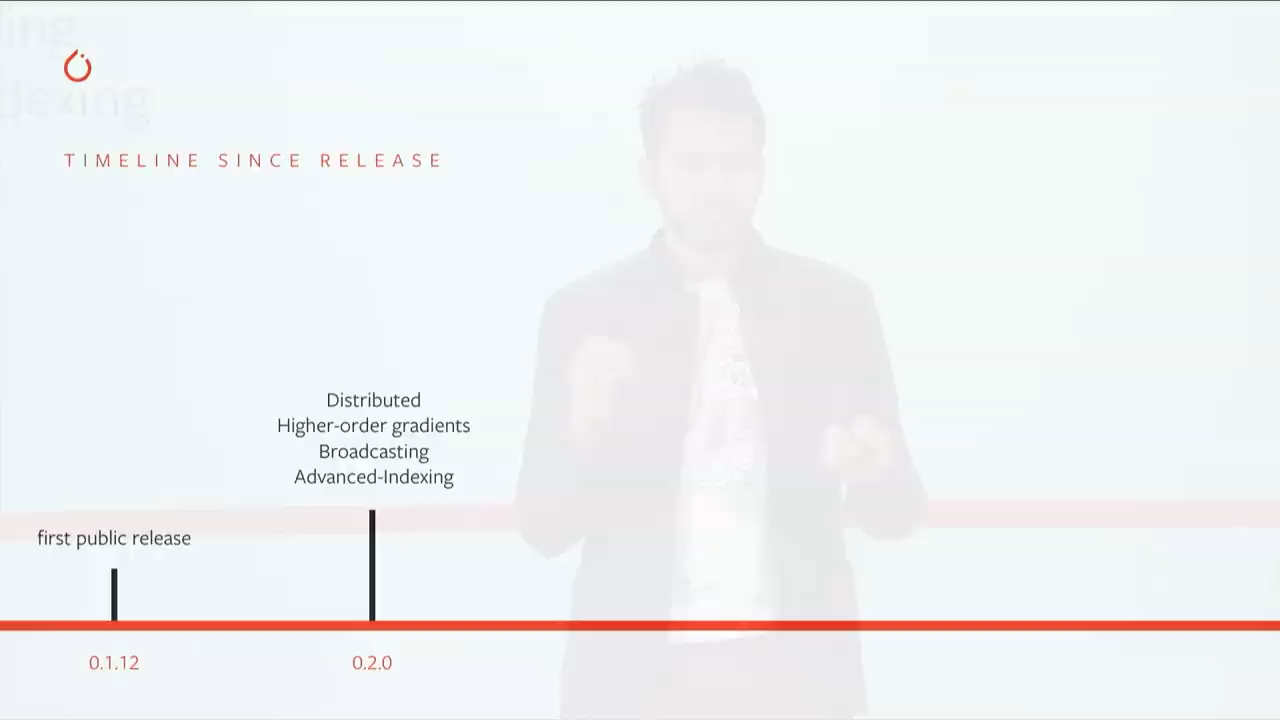 TIMELINE SINCE RELEASE
Distributed
Higher-order gradients
Broadcasting
Advanced-Indexing
first public release
0.1.12
0.2.0